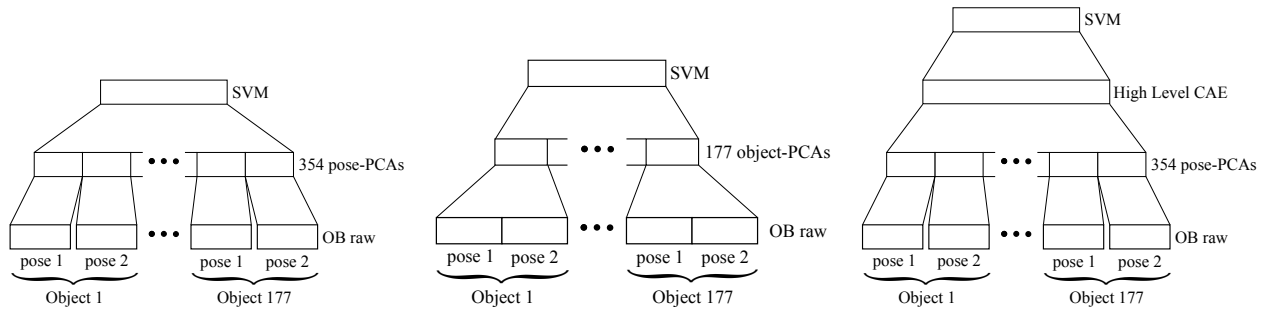 SVM
•••
354 pose-PCAs
•••
OB raw
pose 1 pose 2 pose 1 pose 2
Object 1 Object 177
SVM
•••
177 object-PCAs
•••
OB raw
pose 1 pose 2 pose 1 pose 2
Object 1 Object 177
SVM
High Level CAE
•••
354 pose-PCAs
•••
OB raw
pose 1 pose 2 pose 1 pose 2
Object 1 Object 177